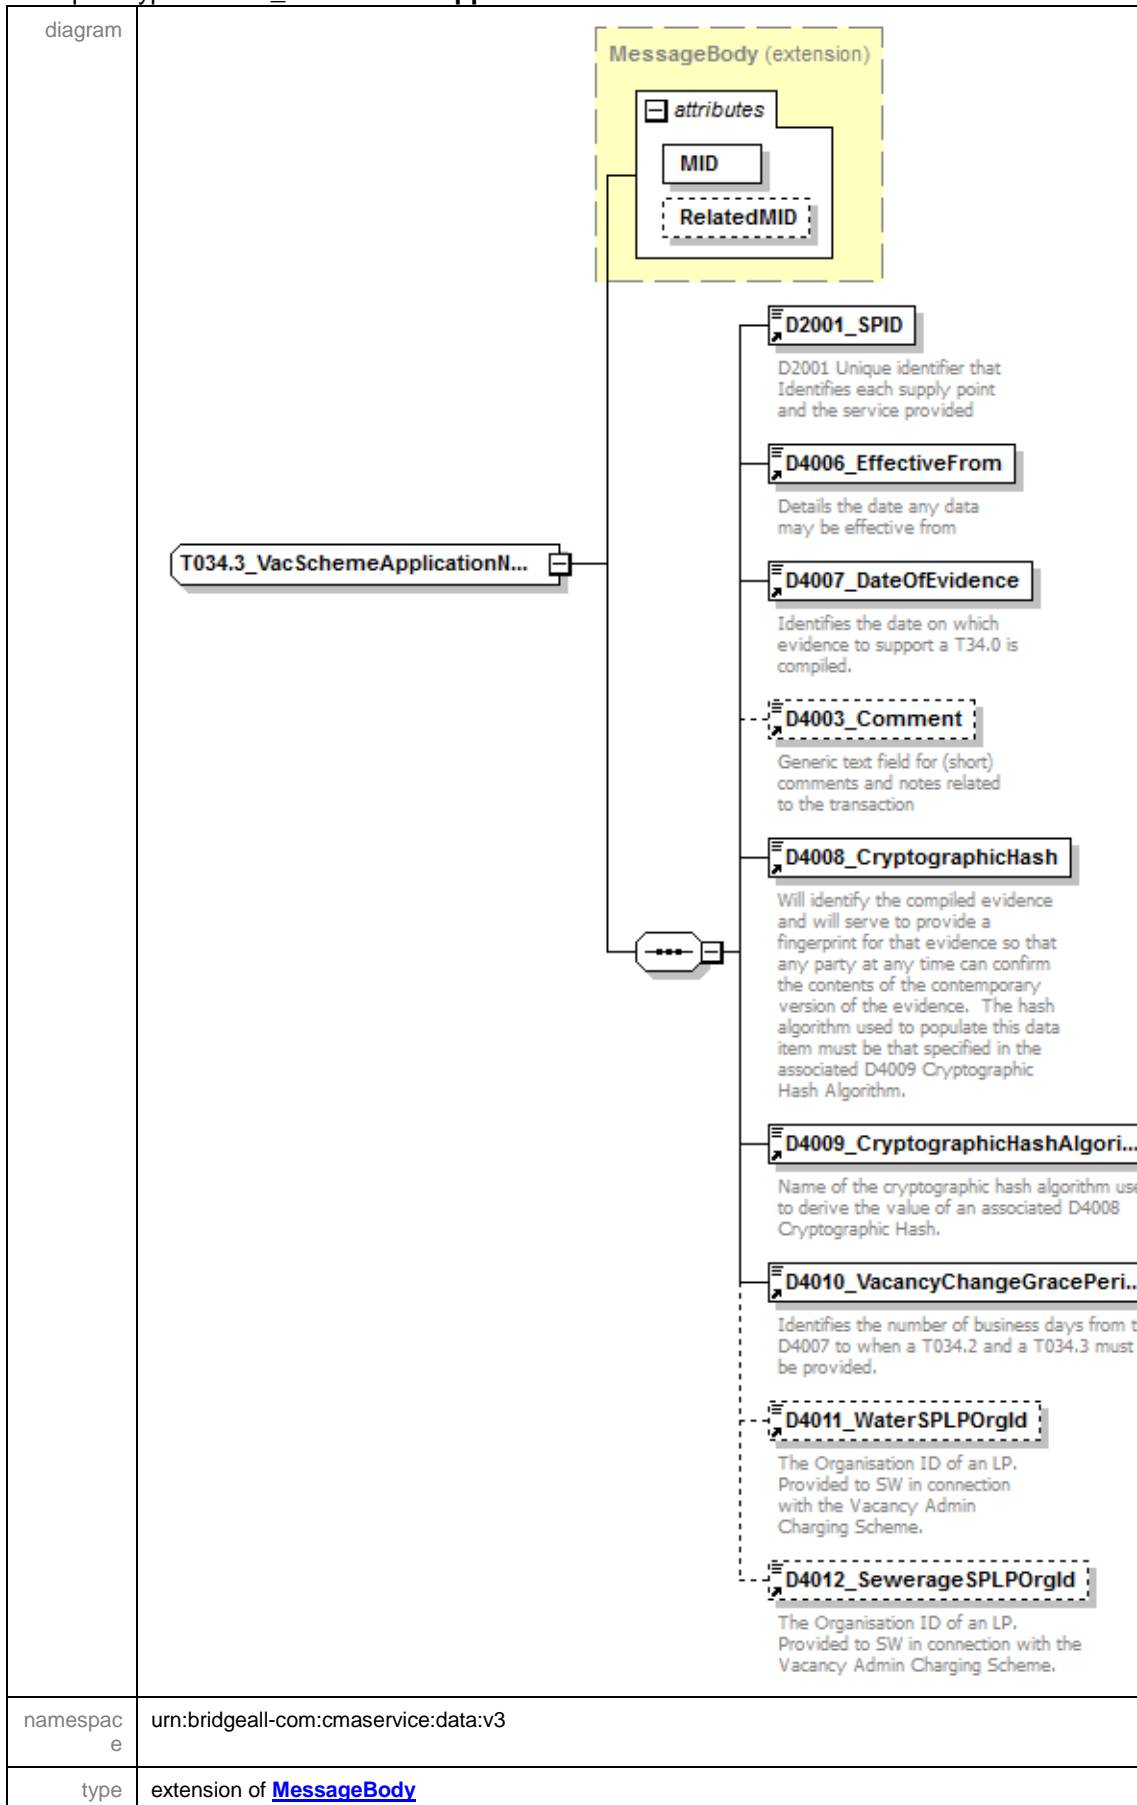 diagram
MessageBody (extension)
attributes
MID
RelatedMID
D2001_SPID
D2001 Unique identifier that
Identifies each supply point
and the service provided
D4006_EffectiveFrom
Details the date any data
may be effective from
T034.3_VacSchemeApplicationN...
D4007_DateOfEvidence
Identifies the date on which
evidence to support a T34.0 is
compiled.
D4003_Comment
Generic text field for (short)
comments and notes related
to the transaction
D4008_CryptographicHash
Will identify the compiled evidence
and will serve to provide a
fingerprint for that evidence so that
any party at any time can confirm
the contents of the contemporary
version of the evidence. The hash
algorithm used to populate this data
item must be that specified in the
associated D4009 Cryptographic
Hash Algorithm.
D4009_CryptographicHashAlgori...
Name of the cryptographic hash algorithm
to derive the value of an associated D4008
Cryptographic Hash.
D4010_VacancyChangeGracePeri...
Identifies the number of business days from
D4007 to when a T034.2 and a T034.3 must
be provided.
D4011_WaterSPLPOrgId
The Organisation ID of an LP.
Provided to SW in connection
with the Vacancy Admin
Charging Scheme.
D4012_SewerageSPLPOrgId
The Organisation ID of an LP.
Provided to SW in connection with the
Vacancy Admin Charging Scheme.
namespac
e
urn:bridgeall-com:cmaservice:data:v3
type
extension of MessageBody